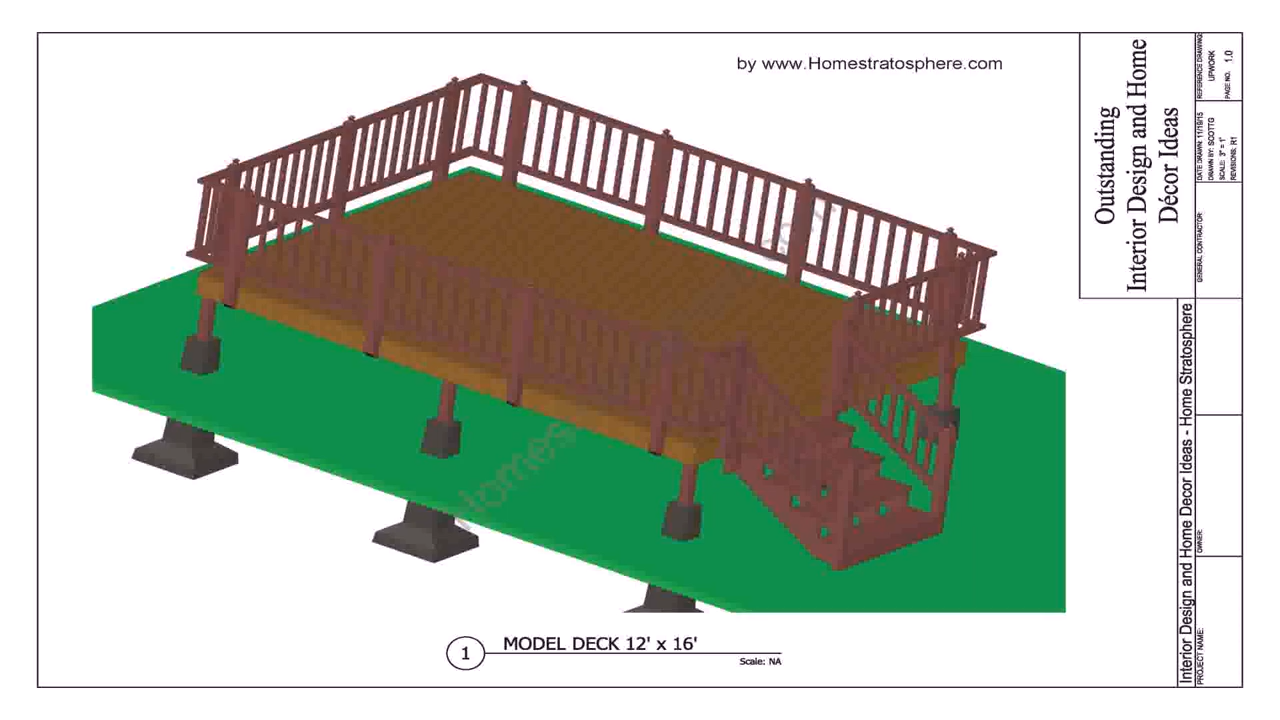 by www.Homestratosphere.com
Outstanding
Interior Design and Home
Décor Ideas
REFERENCE DRAWING:
UPWORK
PAGE NO. 1.0
DATE DRAWN: 11/19/15
DRAWN BY: SCOTTG
SCALE: 3" = 1'
REVISIONS: R1
GENERAL CONTRACTOR:
OWNER:
Interior Design and Home Decor Ideas - Home Stratosphere
PROJECT NAME:
1
MODEL DECK 12' x 16'
Scale: NA